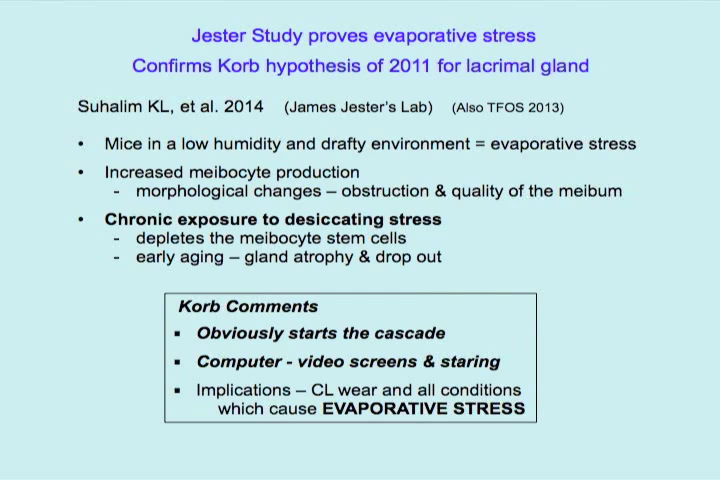 Jester Study proves evaporative stress
Confirms Korb hypothesis of 2011 for lacrimal gland
Suhalim KL, et al. 2014 (James Jester's Lab) (Also TFOS 2013)
• Mice in a low humidity and drafty environment = evaporative stress
• Increased meibocyte production
- morphological changes – obstruction & quality of the meibum
• Chronic exposure to desiccating stress
- depletes the meibocyte stem cells
- early aging – gland atrophy & drop out
Korb Comments
▪ Obviously starts the cascade
▪ Computer - video screens & staring
▪ Implications – CL wear and all conditions
which cause EVAPORATIVE STRESS